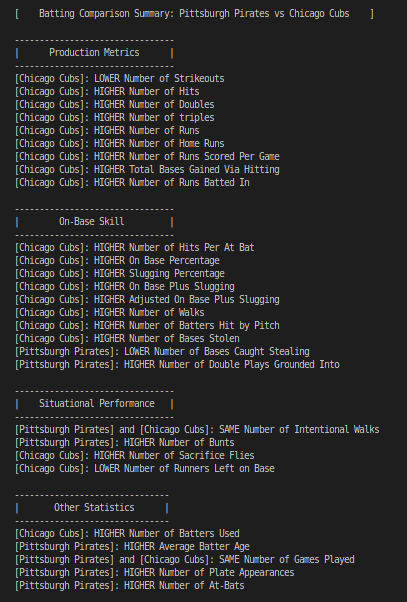 [    Batting Comparison Summary: Pittsburgh Pirates vs Chicago Cubs    ]
--------------------------------
|      Production Metrics      |
--------------------------------
[Chicago Cubs]: LOWER Number of Strikeouts
[Chicago Cubs]: HIGHER Number of Hits
[Chicago Cubs]: HIGHER Number of Doubles
[Chicago Cubs]: HIGHER Number of triples
[Chicago Cubs]: HIGHER Number of Runs
[Chicago Cubs]: HIGHER Number of Home Runs
[Chicago Cubs]: HIGHER Number of Runs Scored Per Game
[Chicago Cubs]: HIGHER Total Bases Gained Via Hitting
[Chicago Cubs]: HIGHER Number of Runs Batted In
--------------------------------
|        On-Base Skill         |
--------------------------------
[Chicago Cubs]: HIGHER Number of Hits Per At Bat
[Chicago Cubs]: HIGHER On Base Percentage
[Chicago Cubs]: HIGHER Slugging Percentage
[Chicago Cubs]: HIGHER On Base Plus Slugging
[Chicago Cubs]: HIGHER Adjusted On Base Plus Slugging
[Chicago Cubs]: HIGHER Number of Walks
[Chicago Cubs]: HIGHER Number of Batters Hit by Pitch
[Chicago Cubs]: HIGHER Number of Bases Stolen
[Pittsburgh Pirates]: LOWER Number of Bases Caught Stealing
[Pittsburgh Pirates]: HIGHER Number of Double Plays Grounded Into
--------------------------------
|    Situational Performance   |
--------------------------------
[Pittsburgh Pirates] and [Chicago Cubs]: SAME Number of Intentional Walks
[Pittsburgh Pirates]: HIGHER Number of Bunts
[Chicago Cubs]: HIGHER Number of Sacrifice Flies
[Chicago Cubs]: LOWER Number of Runners Left on Base
-------------------------------
|       Other Statistics      |
-------------------------------
[Chicago Cubs]: HIGHER Number of Batters Used
[Pittsburgh Pirates]: HIGHER Average Batter Age
[Pittsburgh Pirates] and [Chicago Cubs]: SAME Number of Games Played
[Pittsburgh Pirates]: HIGHER Number of Plate Appearances
[Pittsburgh Pirates]: HIGHER Number of At-Bats